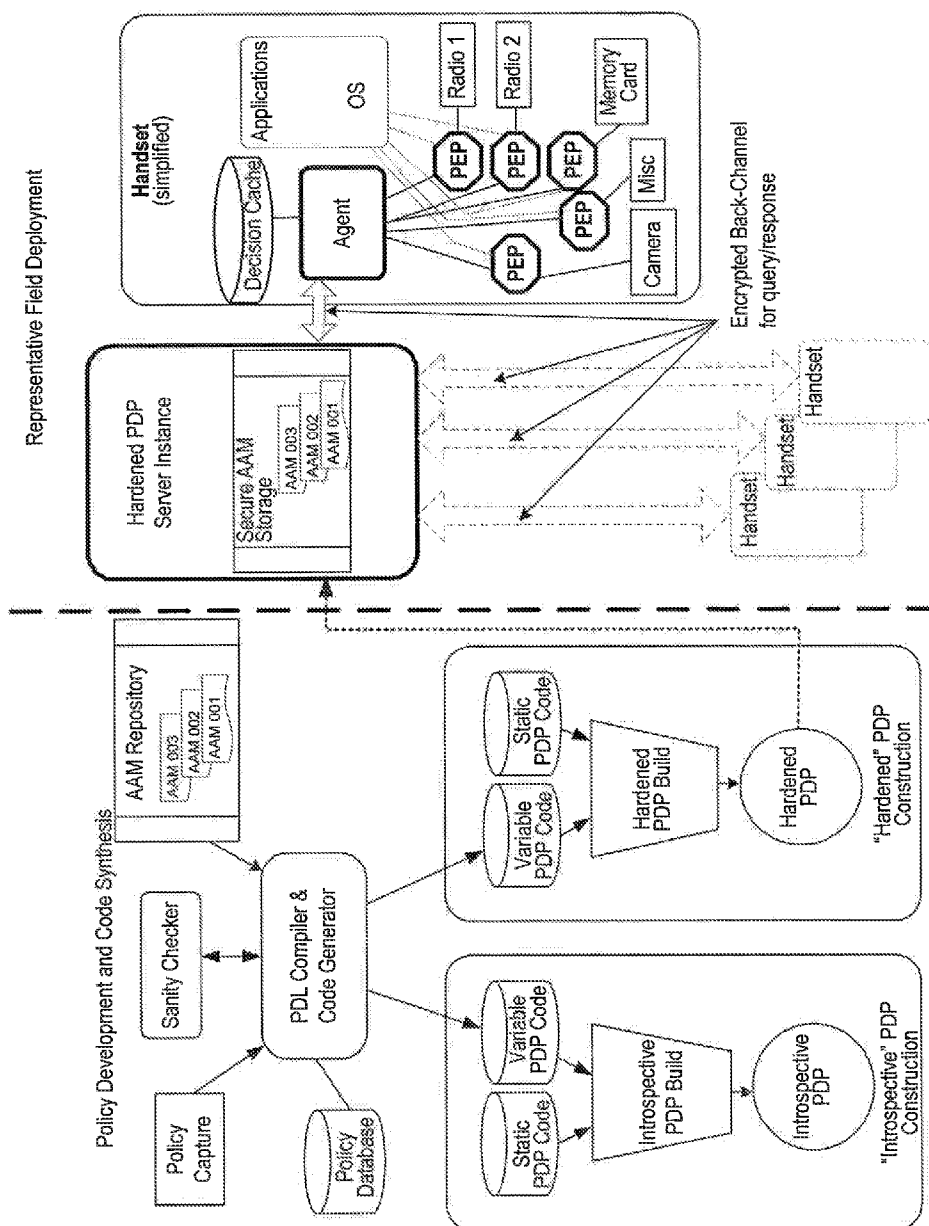 Policy Development and Code Synthesis
Policy
Capture
Sanity Checker
AAM Repository
AAM 003
AAM 002
AAM 001
PDL Compiler &
Code Generator
Policy
Database
Static
PDP Code
Variable
PDP Code
Introspective
PDP Build
Introspective
PDP
"Introspective" PDP
Construction
Variable
PDP Code
Static
PDP Code
Hardened
PDP Build
Hardened
PDP
"Hardened" PDP
Construction
Representative Field Deployment
Hardened PDP
Server Instance
Secure AAM
Storage
AAM 003
AAM 002
AAM 001
Handset
(simplified)
Decision Cache
Applications
OS
Agent
PEP
PEP
PEP
PEP
PEP
Radio 1
Radio 2
Camera
Misc
Memory
Card
Handset
Handset
Handset
Encrypted Back-Channel
for query/response